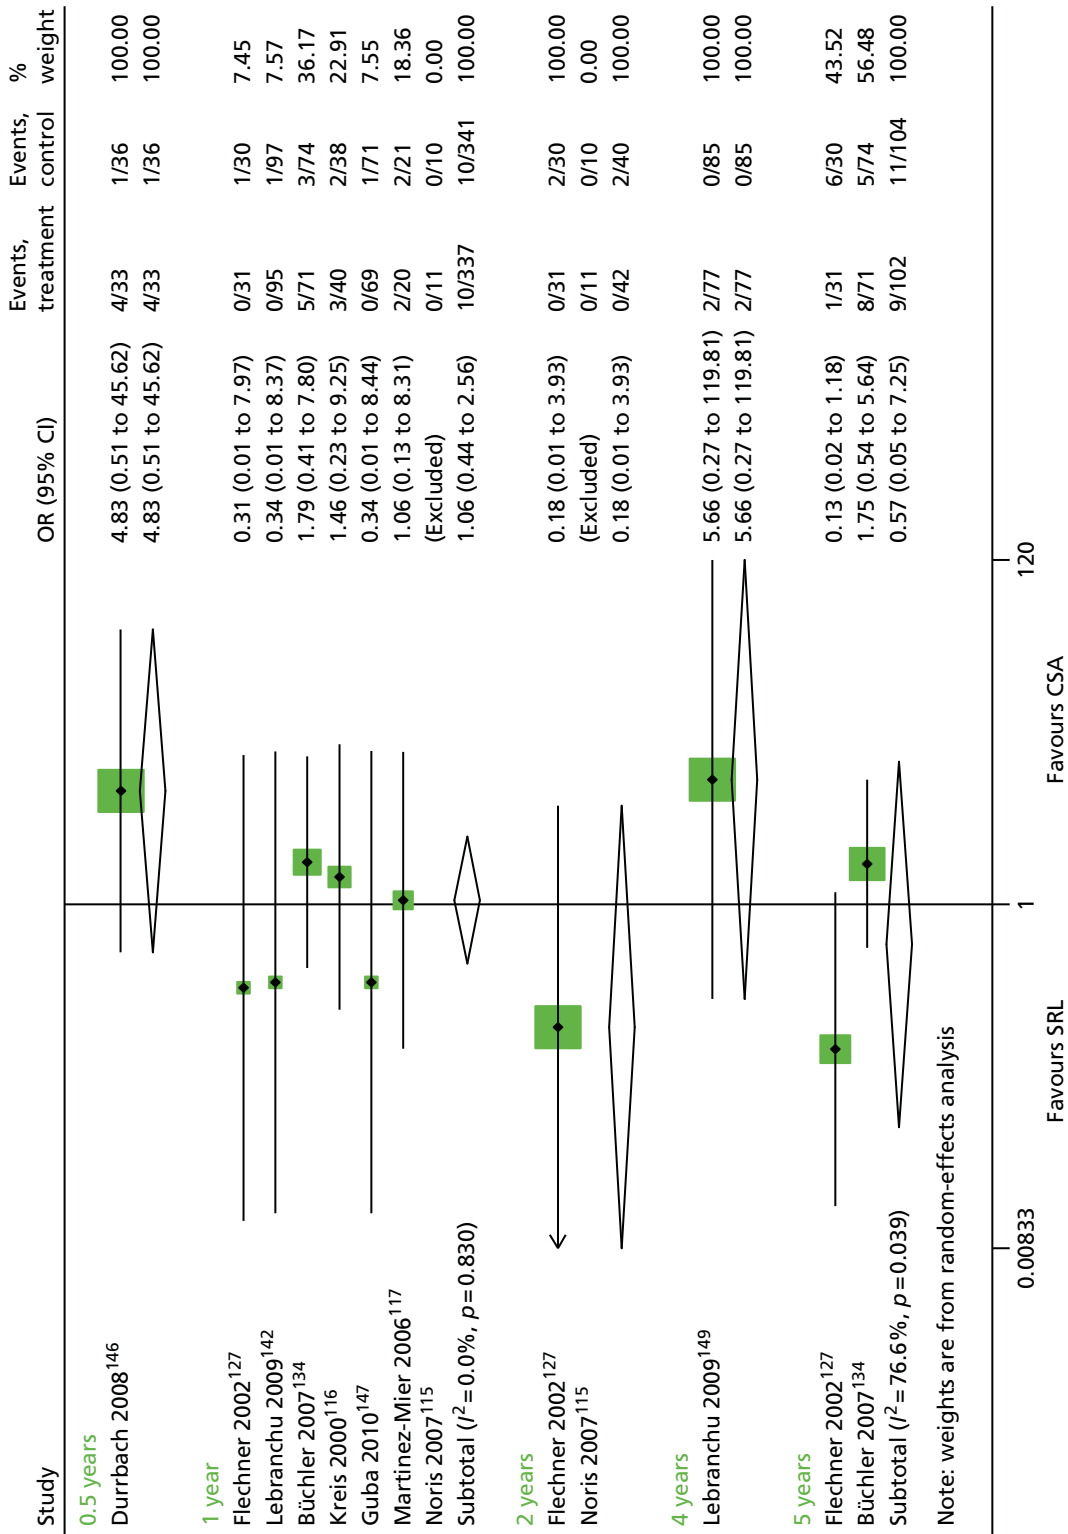 Study OR (95% CI) Events, treatment Events, control % weight
0.5 years
Durrbach 2008146 4.83 (0.51 to 45.62) 4/33 1/36 100.00
4.83 (0.51 to 45.62) 4/33 1/36 100.00
1 year
Flechner 2002127 0.31 (0.01 to 7.97) 0/31 1/30 7.45
Lebranchu 2009142 0.34 (0.01 to 8.37) 0/95 1/97 7.57
Büchler 2007134 1.79 (0.41 to 7.80) 5/71 3/74 36.17
Kreis 2000116 1.46 (0.23 to 9.25) 3/40 2/38 22.91
Guba 2010147 0.34 (0.01 to 8.44) 0/69 1/71 7.55
Martinez-Mier 2006117 1.06 (0.13 to 8.31) 2/20 2/21 18.36
Noris 2007115 (Excluded) 0/11 0/10 0.00
Subtotal (I2 = 0.0%, p = 0.830) 1.06 (0.44 to 2.56) 10/337 10/341 100.00
2 years
Flechner 2002127 0.18 (0.01 to 3.93) 0/31 2/30 100.00
Noris 2007115 (Excluded) 0/11 0/10 0.00
0.18 (0.01 to 3.93) 0/42 2/40 100.00
4 years
Lebranchu 2009149 5.66 (0.27 to 119.81) 2/77 0/85 100.00
5.66 (0.27 to 119.81) 2/77 0/85 100.00
5 years
Flechner 2002127 0.13 (0.02 to 1.18) 1/31 6/30 43.52
Büchler 2007134 1.75 (0.54 to 5.64) 8/71 5/74 56.48
Subtotal (I2 = 76.6%, p = 0.039) 0.57 (0.05 to 7.25) 9/102 11/104 100.00
Note: weights are from random-effects analysis
0.00833 1 120
Favours SRL Favours CSA